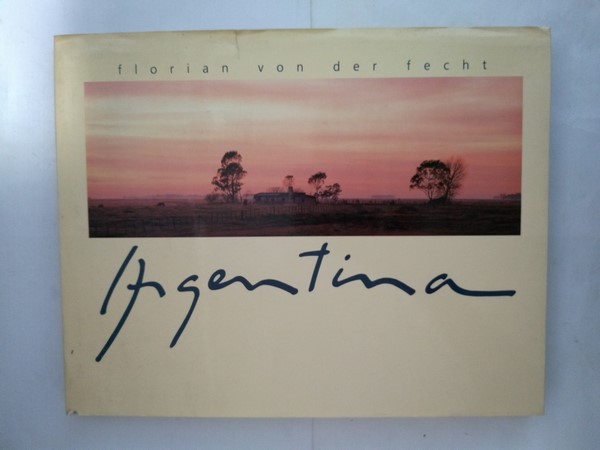 florian von der fecht
Argentina